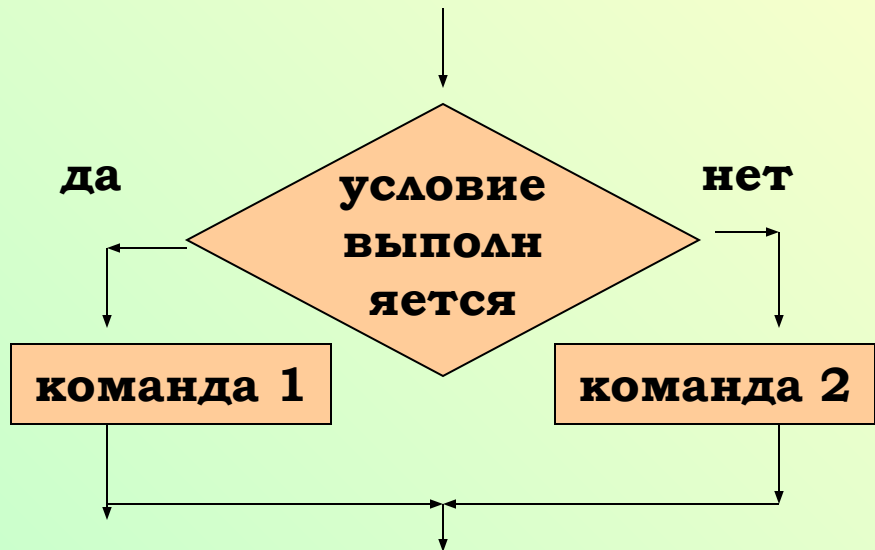 да
условие
выполн
яется
нет
команда 1
команда 2